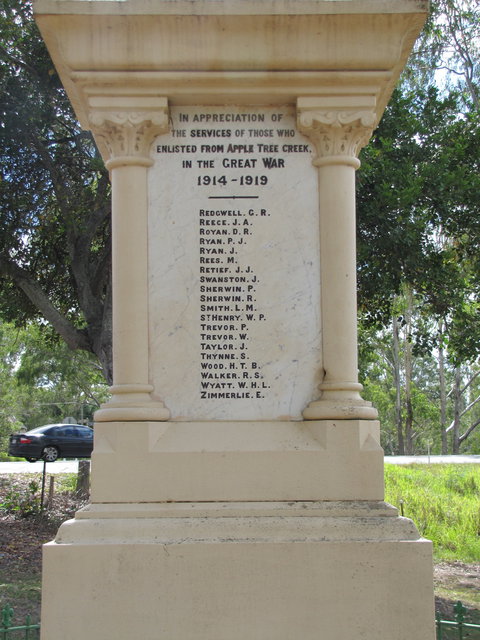 IN APPRECIATION OF
THE SERVICES OF THOSE WHO
ENLISTED FROM APPLE TREE CREEK,
IN THE GREAT WAR
1914-1919
REDGWELL. G. R.
REECE. J. A.
ROYAN. D. R.
RYAN. P. J.
RYAN. J.
REES. M.
RETIEF. J. J.
SWANSTON. J.
SHERWIN. P.
SHERWIN. R.
SMITH. L. M.
ST HENRY. W. P.
TREVOR. P.
TREVOR. W.
TAYLOR. J.
THYNNE. S.
WOOD. H. T. B.
WALKER. R. S.
WYATT. W. H. L.
ZIMMERLIE. E.